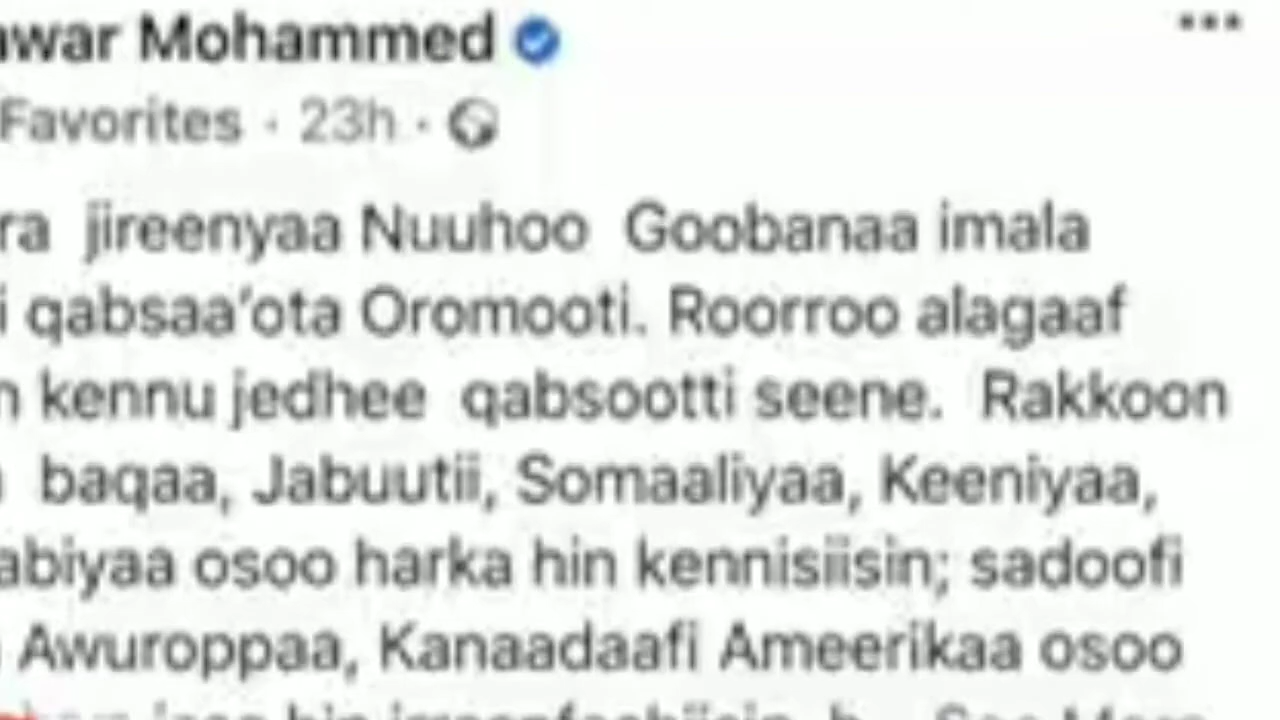 awar Mohammed
Favorites · 23h ·
ra jireenyaa Nuuhoo Goobanaa imala
i qabsaa’ota Oromooti. Roorroo alagaaf
n kennu jedhee qabsootti seene. Rakkoon
baqaa, Jabuutii, Somaaliyaa, Keeniyaa,
abiyaa osoo harka hin kennisiisin; sadoofi
Awuroppaa, Kanaadaafi Ameerikaa osoo